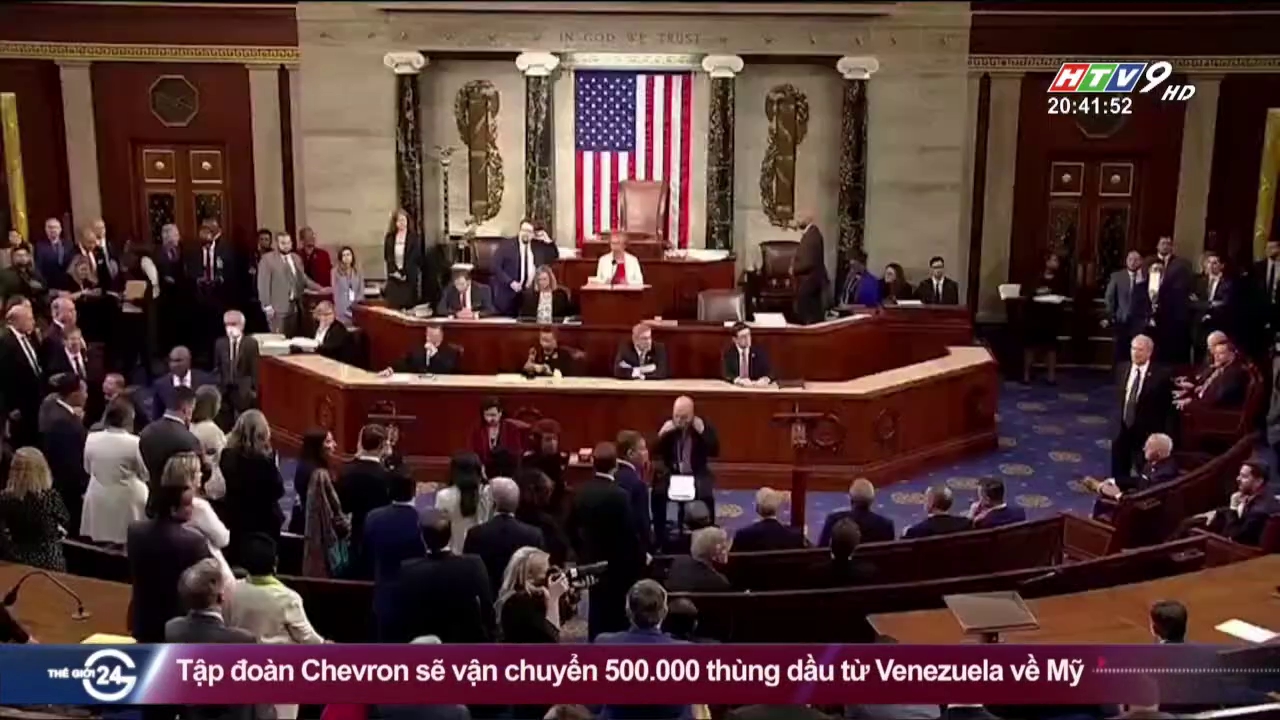 IN GOD WE TRUST
HTV9 HD
20:41:52
THẾ GIỚI 24G
Tập đoàn Chevron sẽ vận chuyển 500.000 thùng dầu từ Venezuela về Mỹ